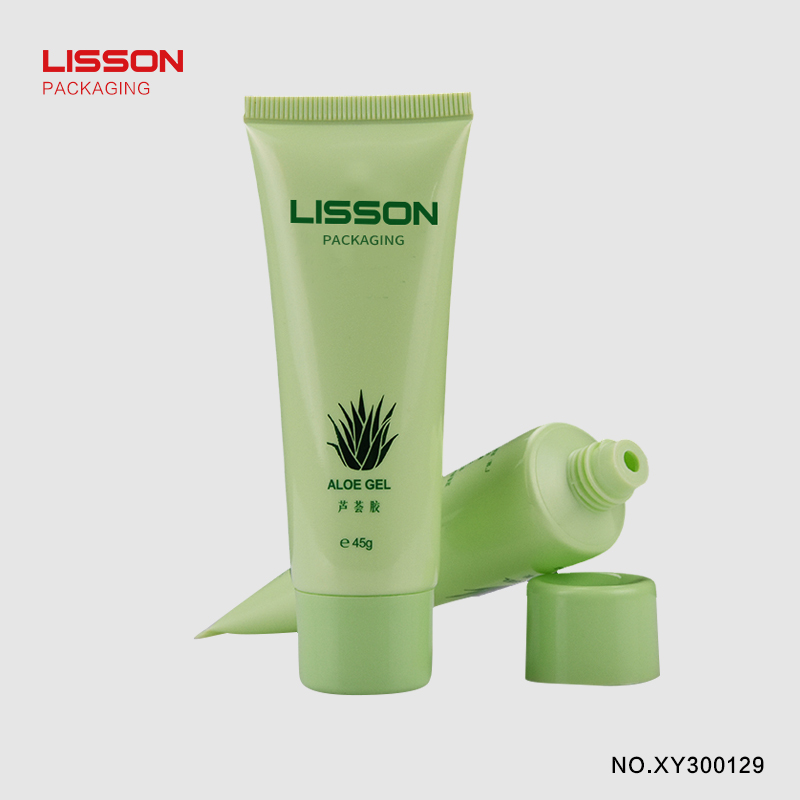 LISSON
PACKAGING
LISSON
PACKAGING
ALOE GEL
芦荟胶
℮ 45g
NO.XY300129